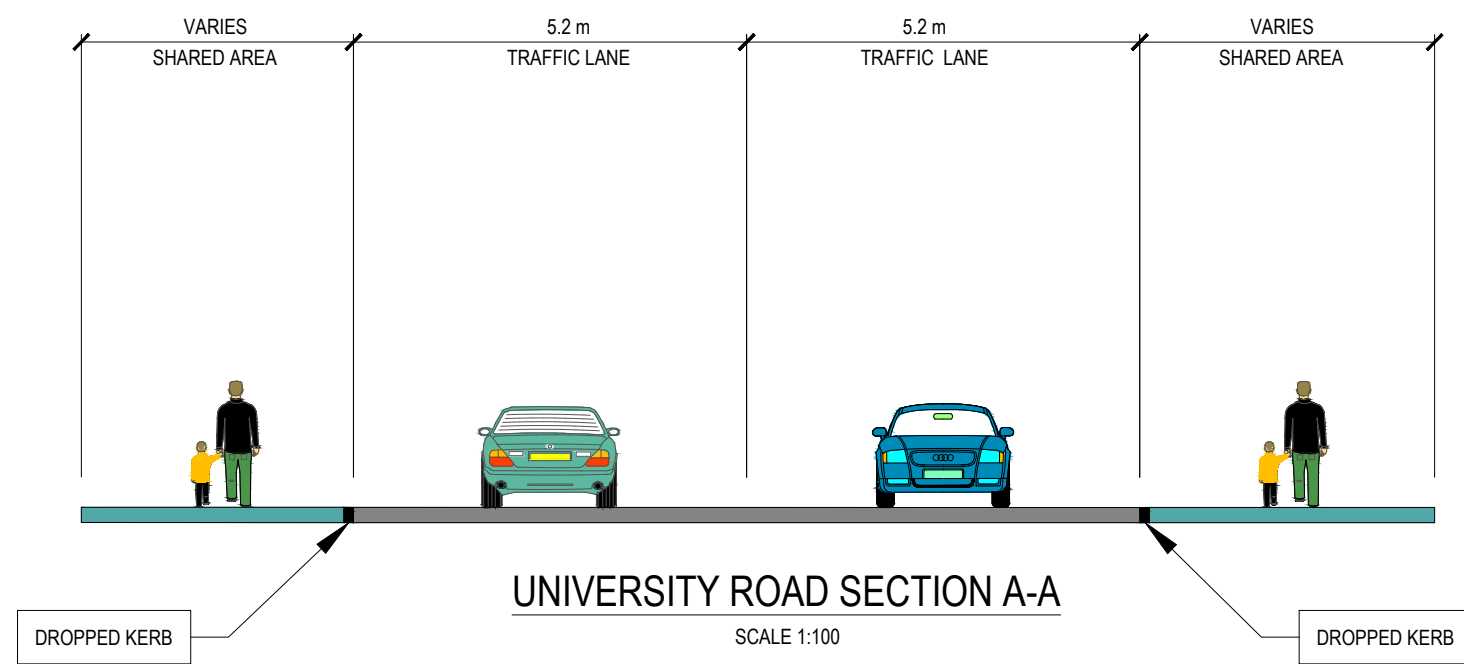 VARIES
5.2 m
5.2 m
VARIES
SHARED AREA
TRAFFIC LANE
TRAFFIC LANE
SHARED AREA
UNIVERSITY ROAD SECTION A-A
SCALE 1:100
DROPPED KERB
DROPPED KERB